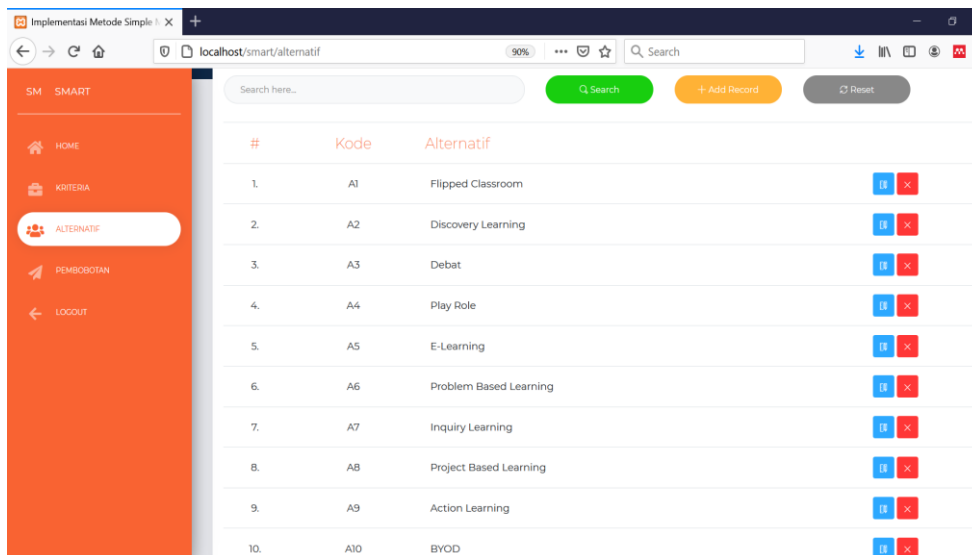 Implementasi Metode Simple M
localhost/smart/alternatif
90%
Search
SM SMART
HOME
KRITERIA
ALTERNATIF
PEMBOBOTAN
LOGOUT
Search here...
Search
+ Add Record
Reset
# Kode Alternatif
1. A1 Flipped Classroom
2. A2 Discovery Learning
3. A3 Debat
4. A4 Play Role
5. A5 E-Learning
6. A6 Problem Based Learning
7. A7 Inquiry Learning
8. A8 Project Based Learning
9. A9 Action Learning
10. A10 BYOD